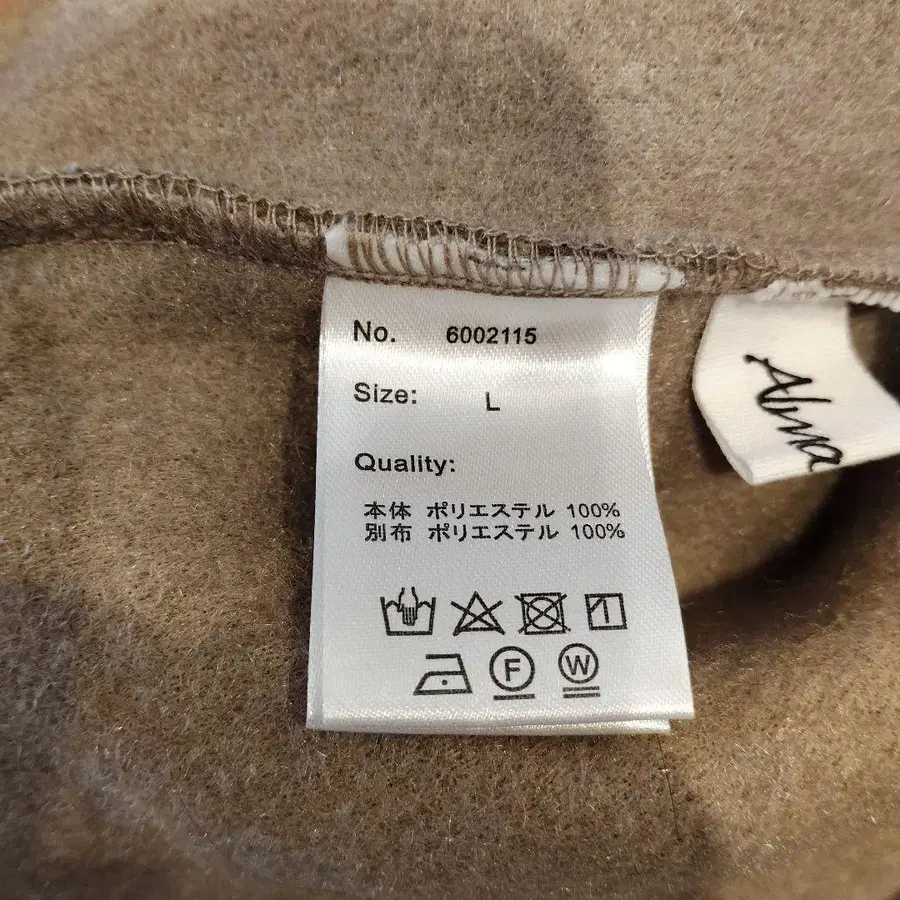 No. 6002115
Size: L
Quality:
本体 ポリエステル 100%
別布 ポリエステル 100%
F W
Alma